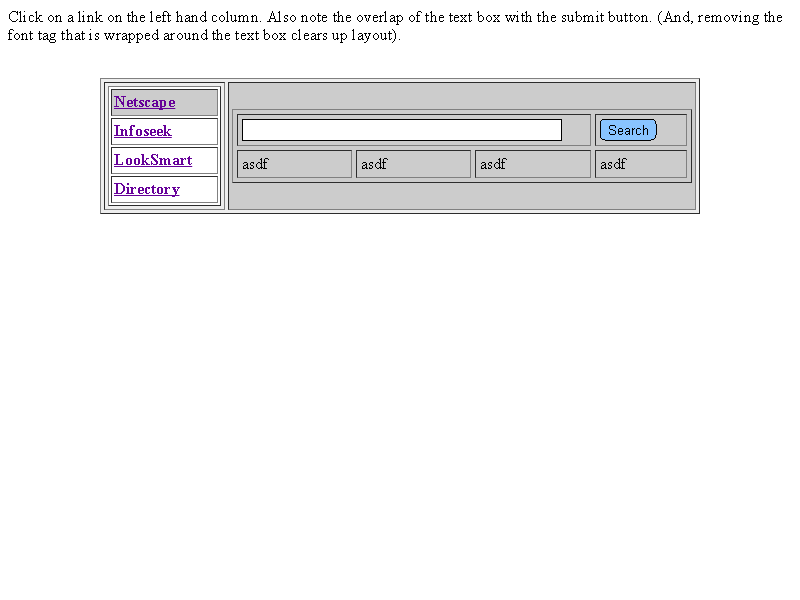 Click on a link on the left hand column. Also note the overlap of the text box with the submit button. (And, removing the
font tag that is wrapped around the text box clears up layout).
Netscape
Infoseek
LookSmart
Directory
Search
asdf asdf asdf asdf